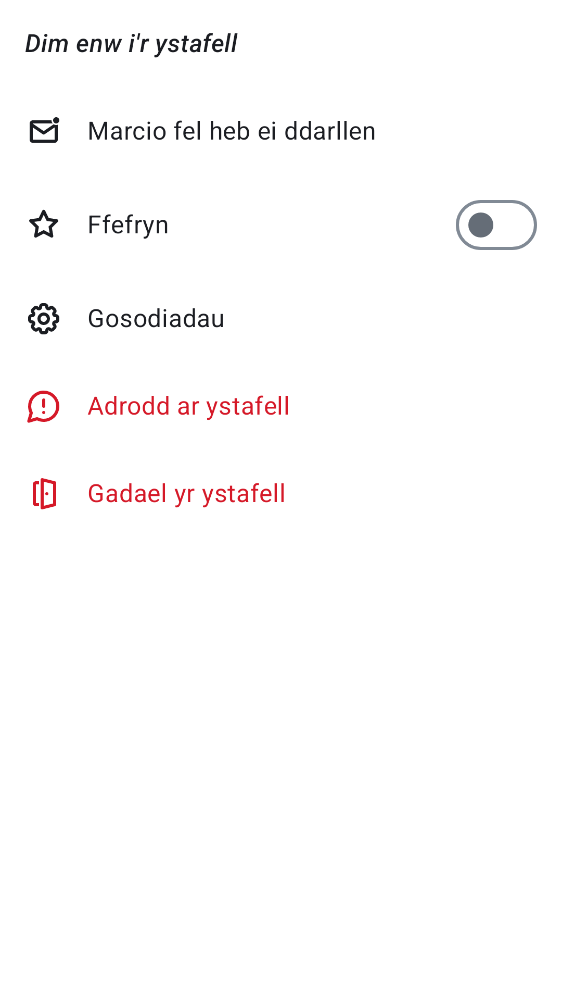 Dim enw i'r ystafell
Marcio fel heb ei ddarllen
Ffefryn
Gosodiadau
Adrodd ar ystafell
Gadael yr ystafell